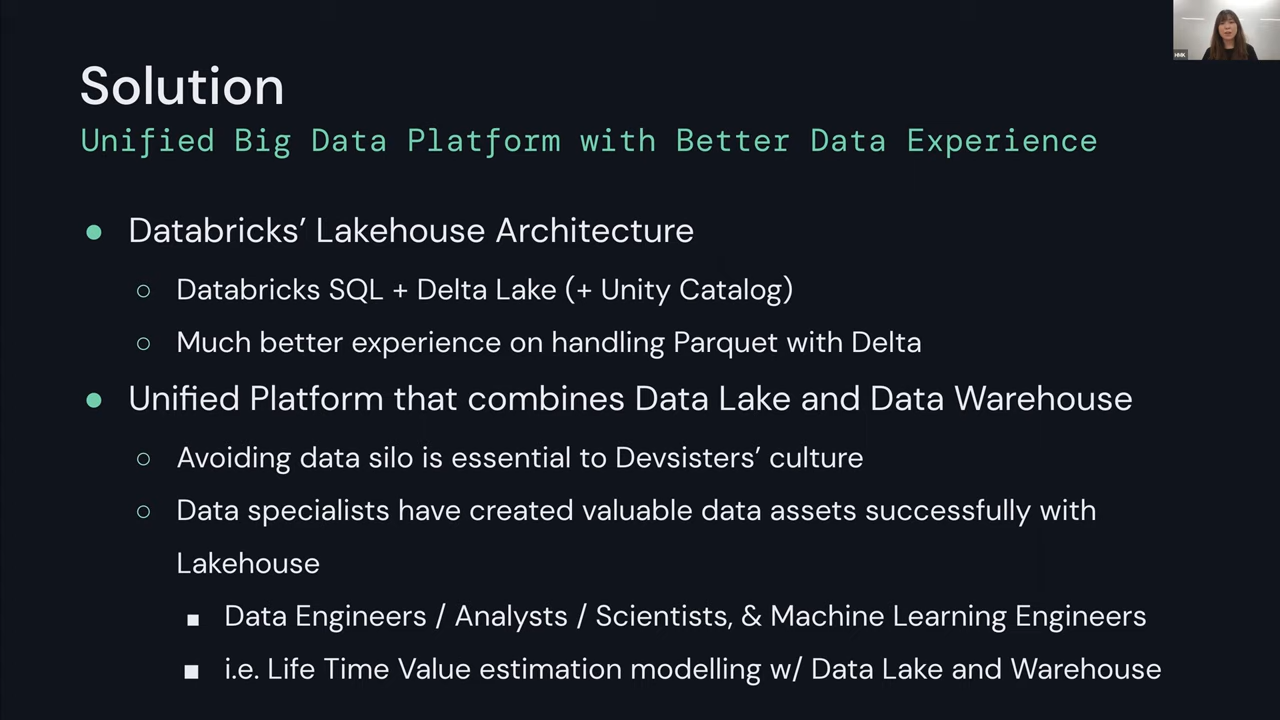 Solution
Unified Big Data Platform with Better Data Experience
● Databricks’ Lakehouse Architecture
○ Databricks SQL + Delta Lake (+ Unity Catalog)
○ Much better experience on handling Parquet with Delta
● Unified Platform that combines Data Lake and Data Warehouse
○ Avoiding data silo is essential to Devsisters’ culture
○ Data specialists have created valuable data assets successfully with
Lakehouse
■ Data Engineers / Analysts / Scientists, & Machine Learning Engineers
■ i.e. Life Time Value estimation modelling w/ Data Lake and Warehouse